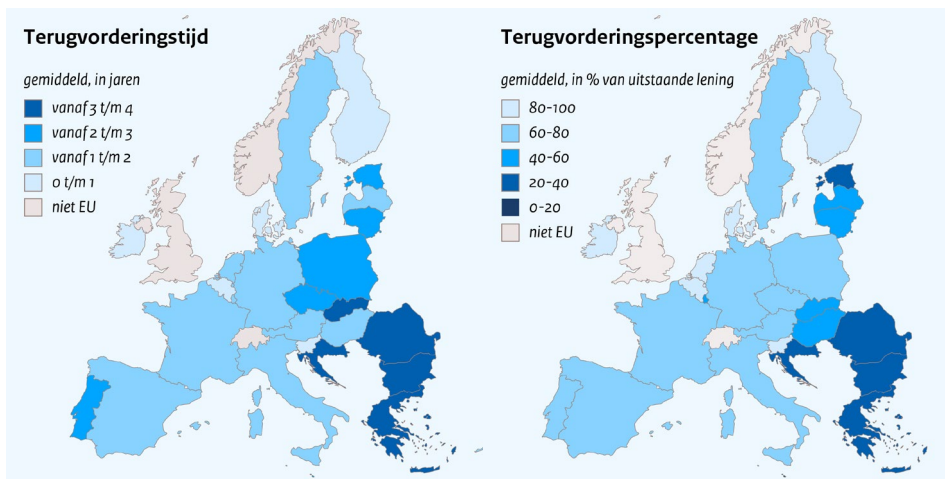 Terugvorderingstijd
gemiddeld, in jaren
vanaf 3 t/m 4
vanaf 2 t/m 3
vanaf 1 t/m 2
0 t/m 1
niet EU
Terugvorderingspercentage
gemiddeld, in % van uitstaande lening
80-100
60-80
40-60
20-40
0-20
niet EU